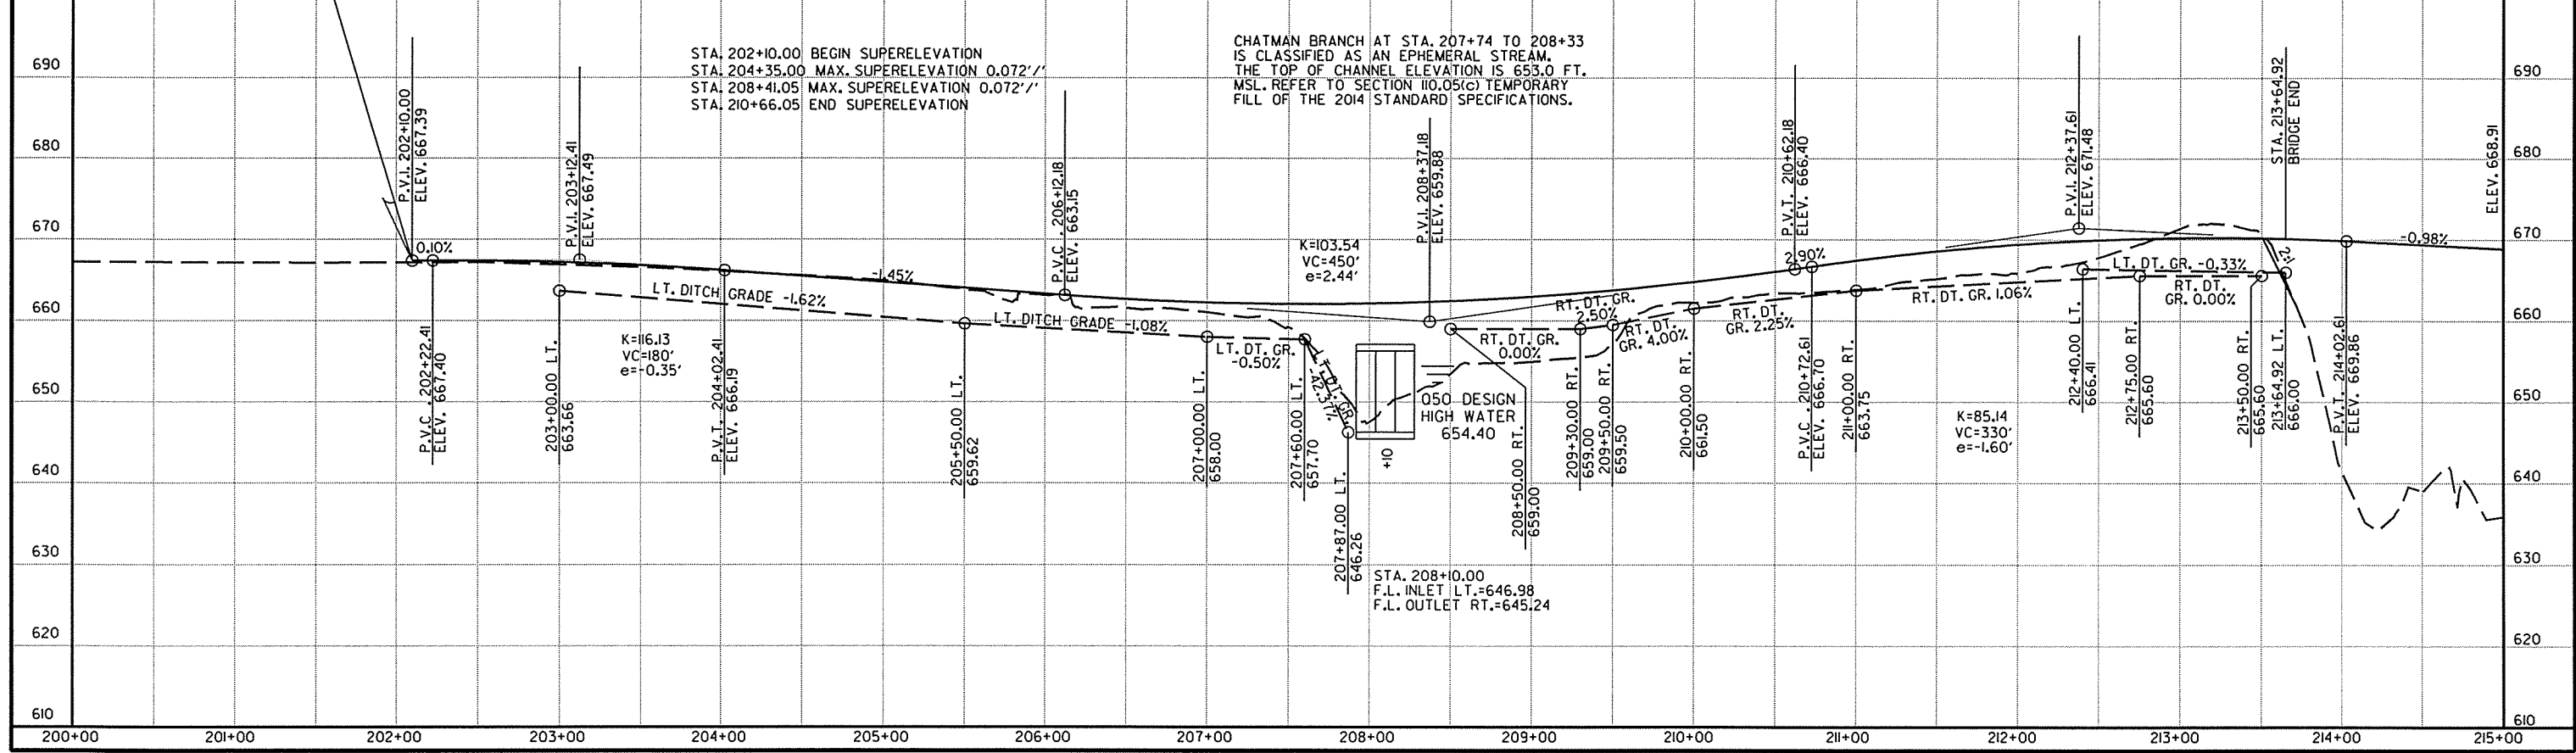 STA. 202+10.00 BEGIN SUPERELEVATION
STA. 204+35.00 MAX. SUPERELEVATION 0.072'/'
STA. 208+41.05 MAX. SUPERELEVATION 0.072'/'
STA. 210+66.05 END SUPERELEVATION
CHATMAN BRANCH AT STA. 207+74 TO 208+33
IS CLASSIFIED AS AN EPHEMERAL STREAM.
THE TOP OF CHANNEL ELEVATION IS 653.0 FT.
MSL. REFER TO SECTION 110.05(c) TEMPORARY
FILL OF THE 2014 STANDARD SPECIFICATIONS.
690
680
670
660
650
640
630
620
610
P.V.I. 202+10.00
ELEV. 667.39
0.10%
P.V.C. 202+22.41
ELEV. 667.40
P.V.I. 203+12.41
ELEV. 667.49
203+00.00 LT.
663.66
LT. DITCH GRADE -1.62%
K=116.13
VC=180'
e=-0.35'
P.V.T. 204+02.41
ELEV. 666.19
-1.45%
205+50.00 LT.
659.62
P.V.C. 206+12.18
ELEV. 663.15
LT. DITCH GRADE -1.08%
207+00.00 LT.
658.00
LT. DT. GR.
-0.50%
207+60.00 LT.
657.70
LT. DT. GR.
-42.37%
207+87.00 LT.
646.26
K=103.54
VC=450'
e=2.44'
P.V.I. 208+37.18
ELEV. 659.88
+10
Q50 DESIGN
HIGH WATER
654.40
STA. 208+10.00
F.L. INLET LT.=646.98
F.L. OUTLET RT.=645.24
208+50.00 RT.
659.00
RT. DT. GR.
0.00%
209+30.00 RT.
659.00
RT. DT. GR.
2.50%
209+50.00 RT.
659.50
RT. DT.
GR. 4.00%
210+00.00 RT.
661.50
RT. DT.
GR. 2.25%
P.V.T. 210+62.18
ELEV. 666.40
2.90%
P.V.C. 210+72.61
ELEV. 666.70
211+00.00 RT.
663.75
RT. DT. GR. 1.06%
K=85.14
VC=330'
e=-1.60'
P.V.I. 212+37.61
ELEV. 671.48
212+40.00 LT.
666.41
LT. DT. GR. -0.33%
212+75.00 RT.
665.60
RT. DT.
GR. 0.00%
213+50.00 RT.
665.60
213+64.92 LT.
666.00
STA. 213+64.92
BRIDGE END
2:1
P.V.T. 214+02.61
ELEV. 669.86
-0.98%
ELEV. 668.91
690
680
670
660
650
640
630
620
610
200+00
201+00
202+00
203+00
204+00
205+00
206+00
207+00
208+00
209+00
210+00
211+00
212+00
213+00
214+00
215+00